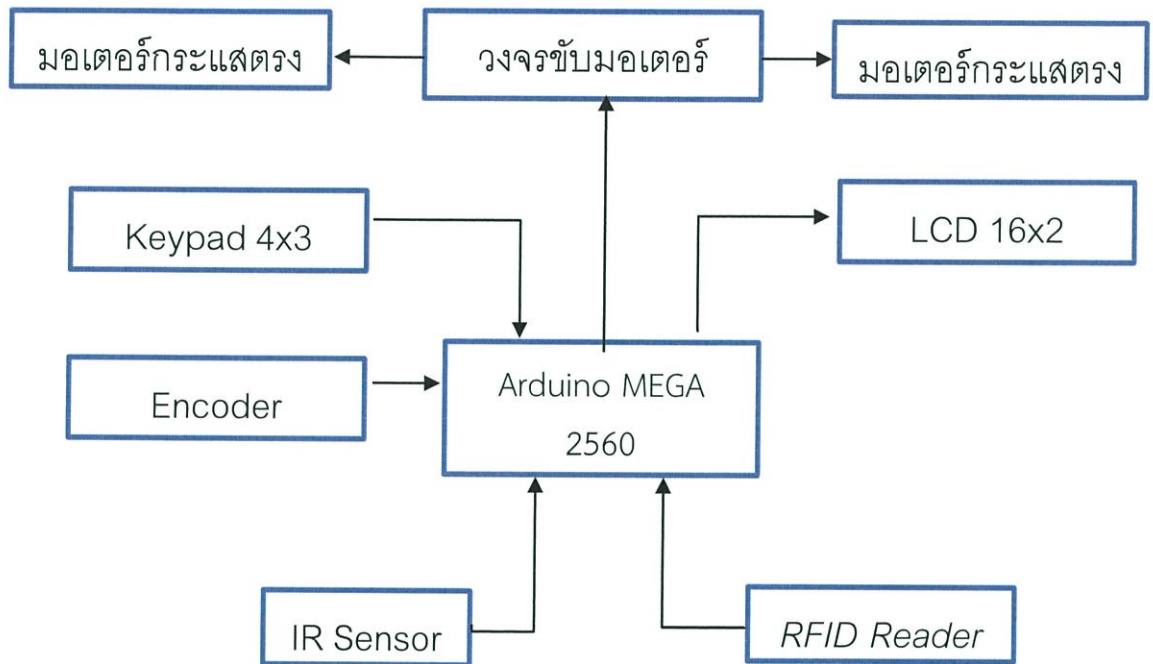 มอเตอร์กระแสตรง
วงจรขับมอเตอร์
มอเตอร์กระแสตรง
Keypad 4x3
LCD 16x2
Encoder
Arduino MEGA
2560
IR Sensor
RFID Reader